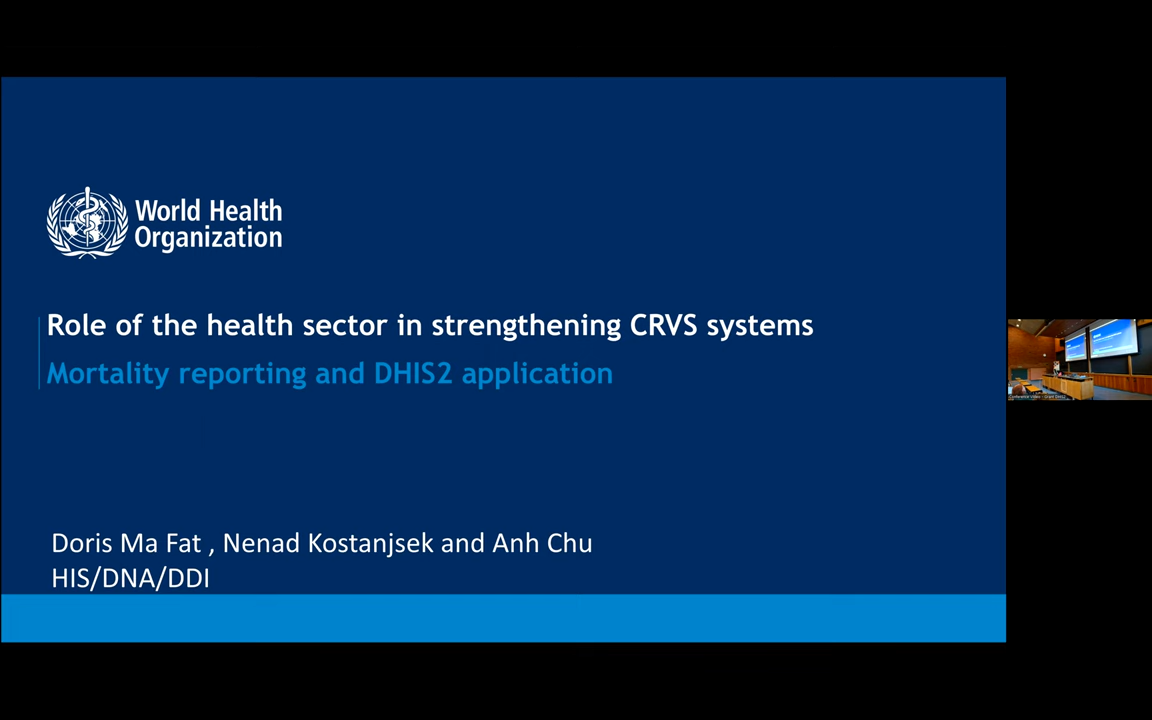 World Health
Organization
Role of the health sector in strengthening CRVS systems
Mortality reporting and DHIS2 application
Doris Ma Fat , Nenad Kostanjsek and Anh Chu
HIS/DNA/DDI